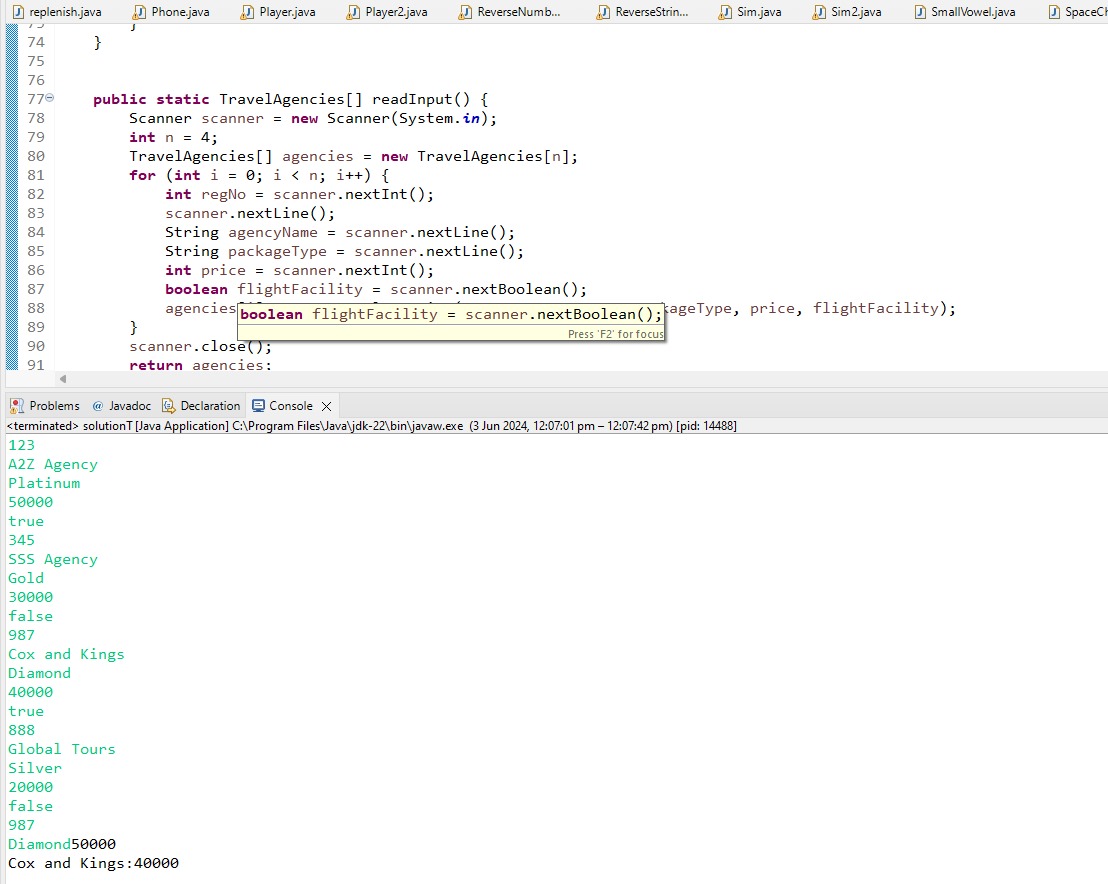 replenish.java Phone.java Player.java Player2.java ReverseNumb... ReverseStrin... Sim.java Sim2.java SmallVowel.java SpaceCh
74 }
75
76
77 public static TravelAgencies[] readInput() {
78 Scanner scanner = new Scanner(System.in);
79 int n = 4;
80 TravelAgencies[] agencies = new TravelAgencies[n];
81 for (int i = 0; i < n; i++) {
82 int regNo = scanner.nextInt();
83 scanner.nextLine();
84 String agencyName = scanner.nextLine();
85 String packageType = scanner.nextLine();
86 int price = scanner.nextInt();
87 boolean flightFacility = scanner.nextBoolean();
88 agencies kageType, price, flightFacility);
boolean flightFacility = scanner.nextBoolean();
Press 'F2' for focus
89 }
90 scanner.close();
91 return agencies;
Problems @ Javadoc Declaration Console
<terminated> solutionT [Java Application] C:\Program Files\Java\jdk-22\bin\javaw.exe (3 Jun 2024, 12:07:01 pm – 12:07:42 pm) [pid: 14488]
123
A2Z Agency
Platinum
50000
true
345
SSS Agency
Gold
30000
false
987
Cox and Kings
Diamond
40000
true
888
Global Tours
Silver
20000
false
987
Diamond50000
Cox and Kings:40000